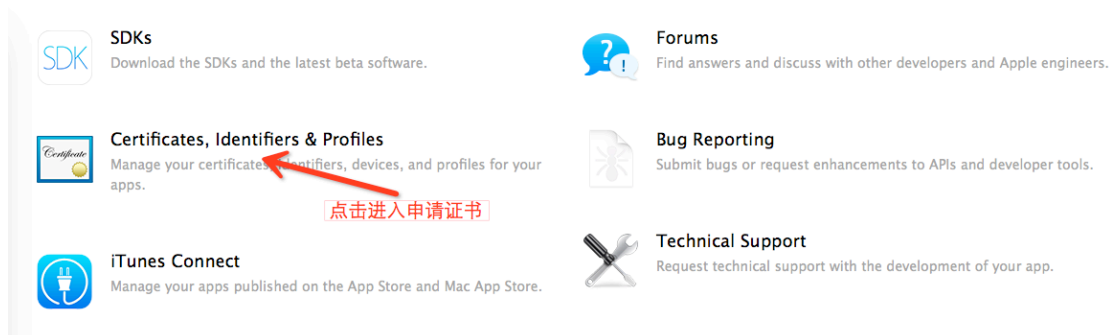 SDK
SDKs
Download the SDKs and the latest beta software.
Certificate
Certificates, Identifiers & Profiles
Manage your certificates, identifiers, devices, and profiles for your
apps.
点击进入申请证书
iTunes Connect
Manage your apps published on the App Store and Mac App Store.
?
!
Forums
Find answers and discuss with other developers and Apple engineers.
Bug Reporting
Submit bugs or request enhancements to APIs and developer tools.
Technical Support
Request technical support with the development of your app.